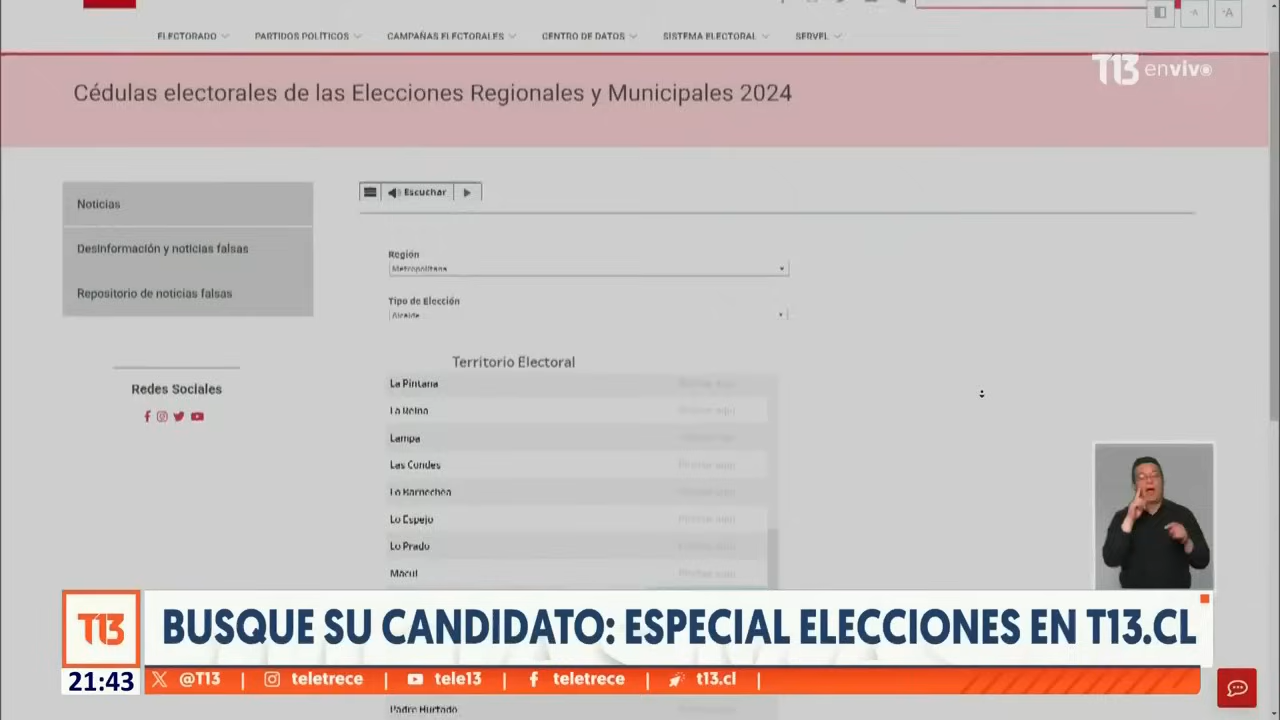 -A
+A
ELECTORADO
PARTIDOS POLÍTICOS
CAMPAÑAS ELECTORALES
CENTRO DE DATOS
SISTEMA ELECTORAL
SERVEL
T13 envivo
Cédulas electorales de las Elecciones Regionales y Municipales 2024
Noticias
Desinformación y noticias falsas
Repositorio de noticias falsas
Redes Sociales
Escuchar
Región
Metropolitana
Tipo de Elección
Alcalde
Territorio Electoral
La Pintana
La Reina
Lampa
Las Condes
Lo Barnechea
Lo Espejo
Lo Prado
Macul
T13
BUSQUE SU CANDIDATO: ESPECIAL ELECCIONES EN T13.CL
21:43
@T13 | teletrece | tele13 | teletrece | t13.cl |
Padre Hurtado